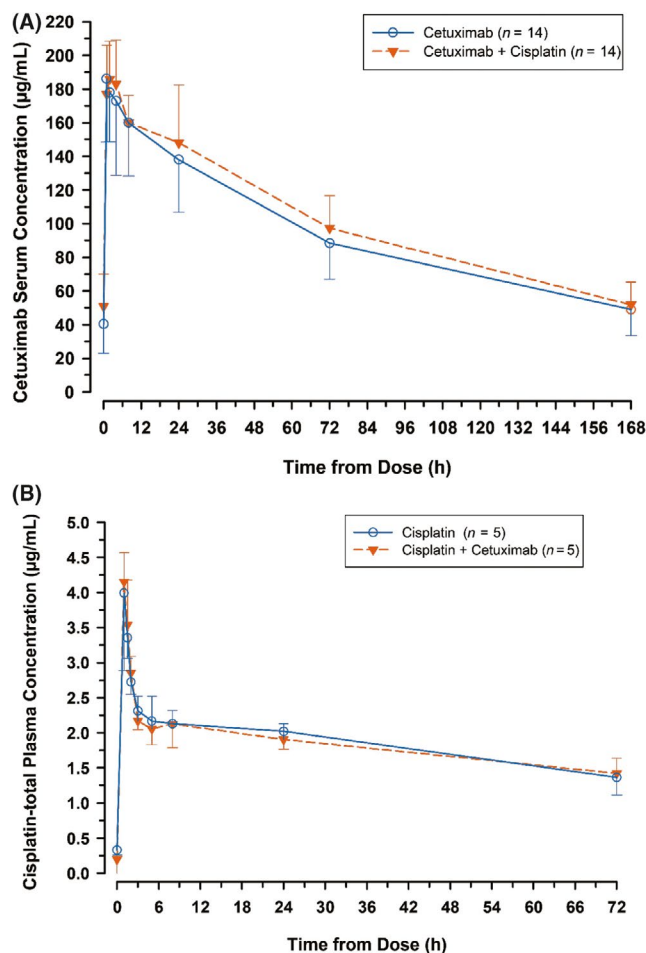 (A)
Cetuximab (n = 14)
Cetuximab + Cisplatin (n = 14)
Cetuximab Serum Concentration (µg/mL)
220
200
180
160
140
120
100
80
60
40
20
0
0 12 24 36 48 60 72 84 96 108 120 132 144 156 168
Time from Dose (h)
(B)
Cisplatin (n = 5)
Cisplatin + Cetuximab (n = 5)
Cisplatin-total Plasma Concentration (µg/mL)
5.0
4.5
4.0
3.5
3.0
2.5
2.0
1.5
1.0
0.5
0.0
0 6 12 18 24 30 36 42 48 54 60 66 72
Time from Dose (h)